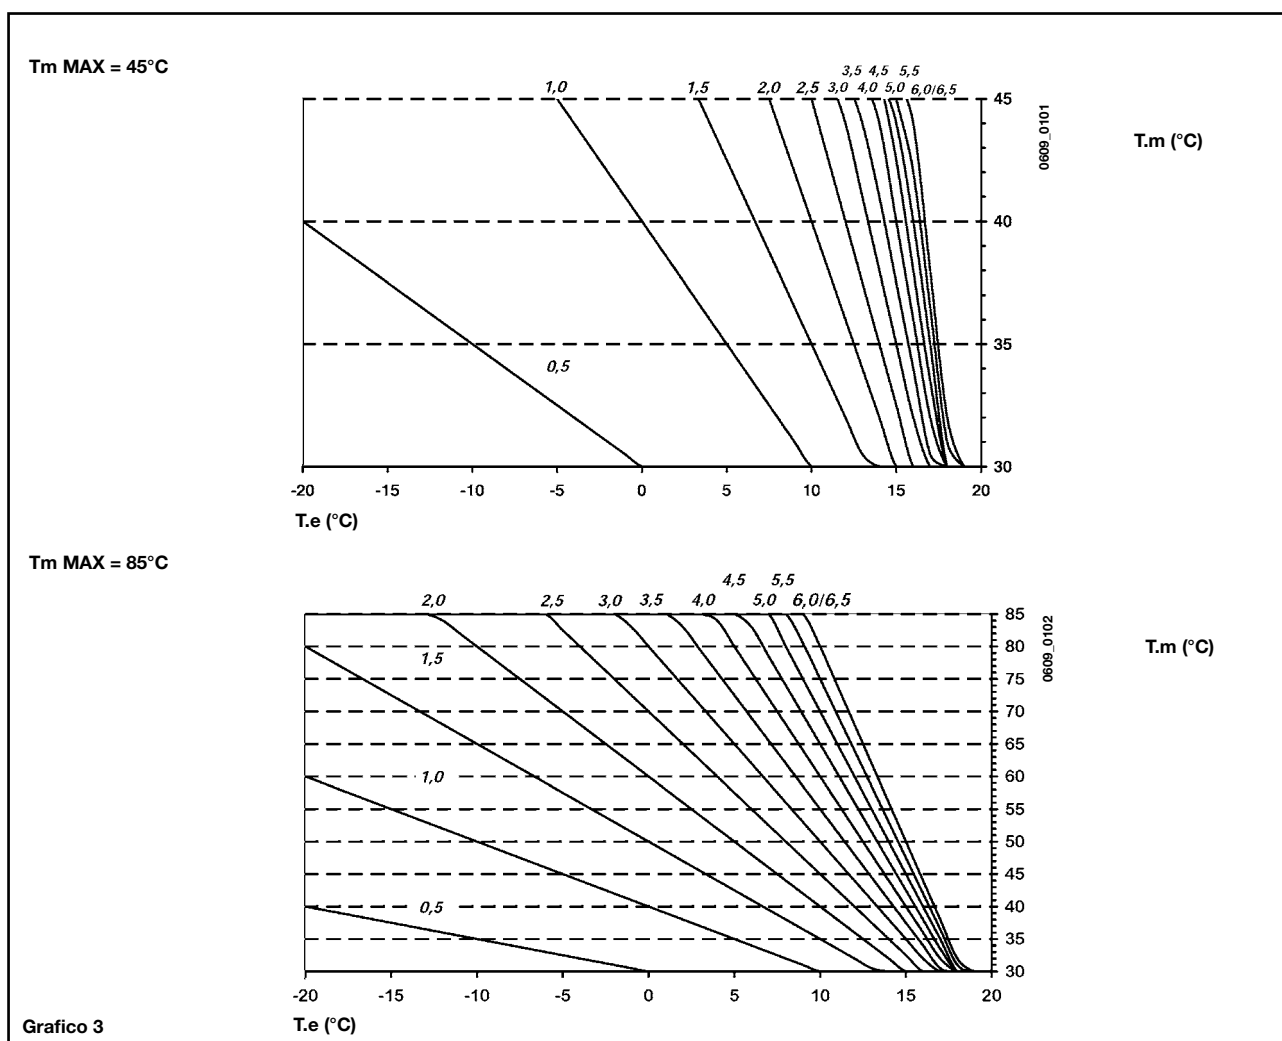 Tm MAX = 45°C
3,5 4,5 5,5
1,0 1,5 2,0 2,5 3,0 4,0 5,0 6,0/6,5
45
40
35
30
0,5
0609_0101
T.m (°C)
-20 -15 -10 -5 0 5 10 15 20
T.e (°C)
Tm MAX = 85°C
4,5 5,5
2,0 2,5 3,0 3,5 4,0 5,0 6,0/6,5
85
80
75
70
65
60
55
50
45
40
35
30
1,5
1,0
0,5
0609_0102
T.m (°C)
-20 -15 -10 -5 0 5 10 15 20
T.e (°C)
Grafico 3